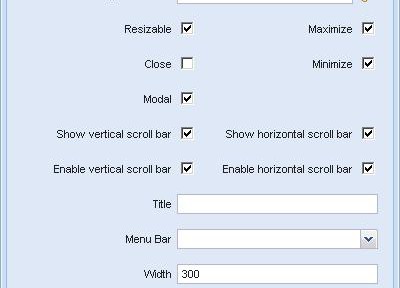 Resizable Maximize
Close Minimize
Modal
Show vertical scroll bar Show horizontal scroll bar
Enable vertical scroll bar Enable horizontal scroll bar
Title
Menu Bar
Width 300